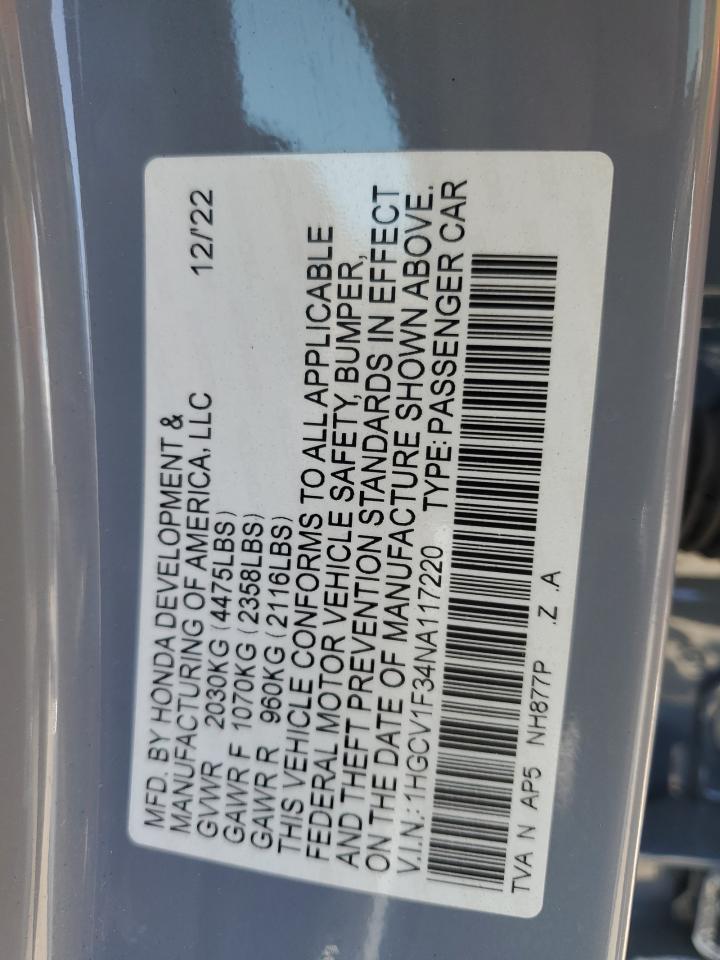 MFD. BY HONDA DEVELOPMENT &
MANUFACTURING OF AMERICA, LLC 12/'22
GVWR 2030KG (4475LBS)
GAWR F 1070KG (2358LBS)
GAWR R 960KG (2116LBS)
THIS VEHICLE CONFORMS TO ALL APPLICABLE
FEDERAL MOTOR VEHICLE SAFETY, BUMPER,
AND THEFT PREVENTION STANDARDS IN EFFECT
ON THE DATE OF MANUFACTURE SHOWN ABOVE.
V.I.N.: 1HGCV1F34NA117220 TYPE: PASSENGER CAR
TVA N AP5 NH877P .Z .A